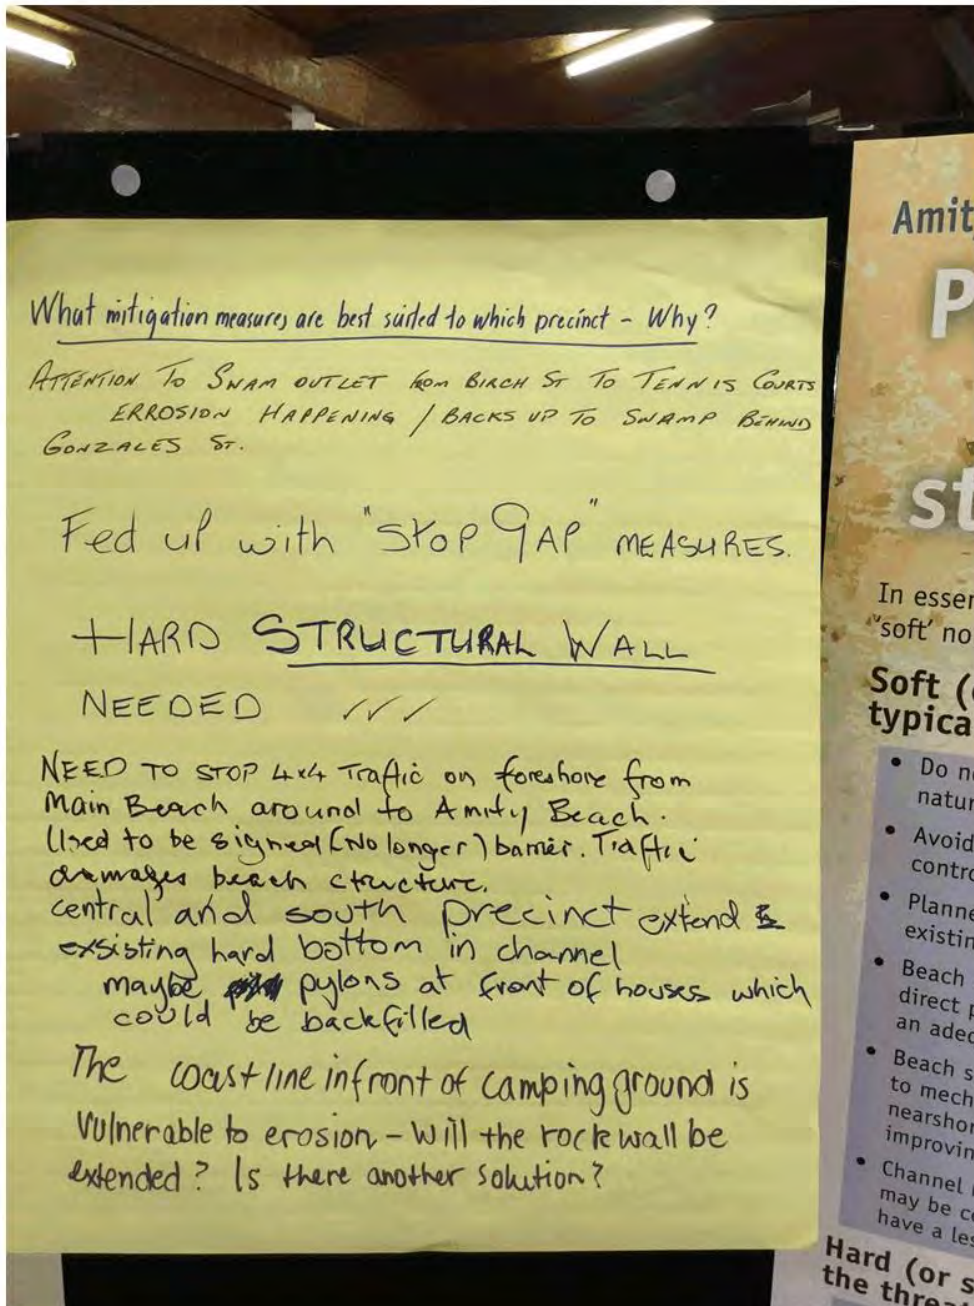 What mitigation measures are best suited to which precinct - Why?
ATTENTION TO SWAM OUTLET from BIRCH ST TO TENNIS COURTS
ERROSION HAPPENING / BACKS UP TO SWAMP BEHIND
GONZALES ST.
Fed up with "STOP GAP" MEASURES.
HARD STRUCTURAL WALL
NEEDED ✓✓✓
NEED TO STOP 4x4 Traffic on foreshore from
Main Beach around to Amity Beach.
Used to be signed (No longer) barrier. Traffic
damages beach structure.
central and south precinct extend
exsisting hard bottom in channel
maybe pylons at front of houses which
could be backfilled
The coastline infront of camping ground is
Vulnerable to erosion - Will the rock wall be
extended? Is there another solution?
Amit
P
st
In essen
'soft' no
Soft (
typica
• Do n
natur
• Avoid
contro
• Planne
existin
• Beach
direct p
an adec
• Beach s
to mech
nearshor
improvin
• Channel
may be c
have a les
Hard (or s
the threa